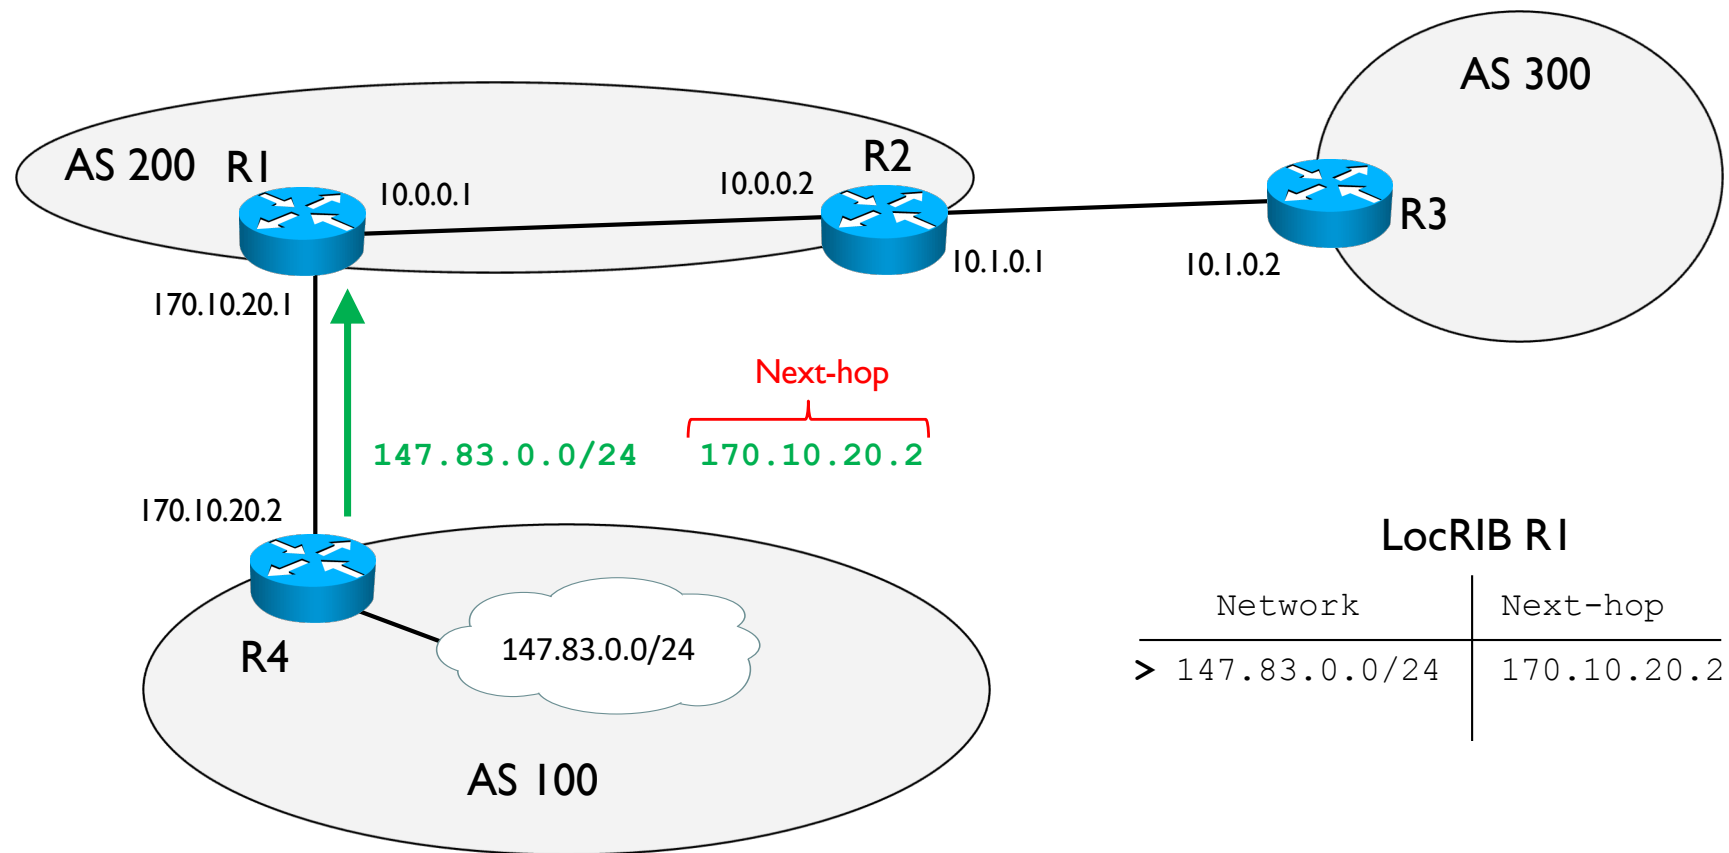 AS 300
AS 200
R1
R2
10.0.0.1
10.0.0.2
R3
10.1.0.1
10.1.0.2
170.10.20.1
Next-hop
147.83.0.0/24 170.10.20.2
170.10.20.2
R4
147.83.0.0/24
AS 100
LocRIB R1
Network Next-hop
> 147.83.0.0/24 170.10.20.2